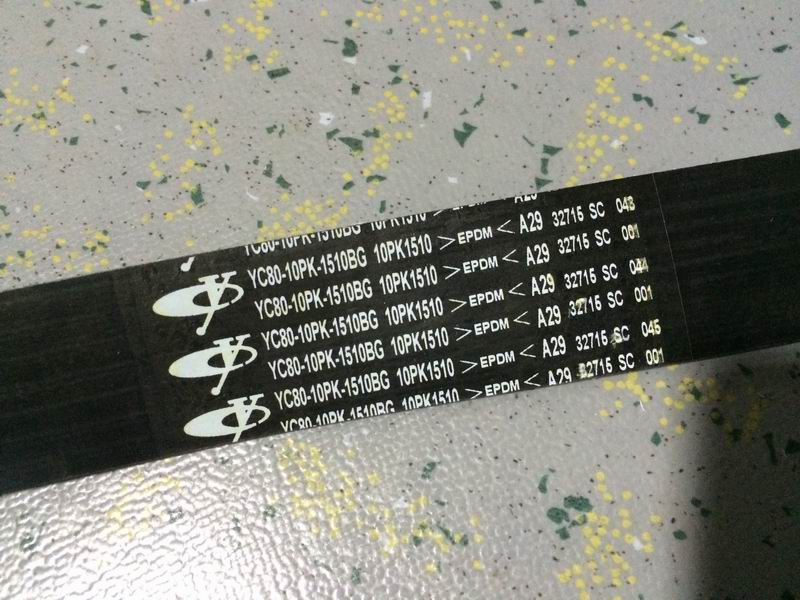 YC80-10PK-1510BG 10PK1510 >EPDM< A29 32715 SC 043
YC80-10PK-1510BG 10PK1510 >EPDM< A29 32715 SC 001
YC80-10PK-1510BG 10PK1510 >EPDM< A29 32715 SC 044
YC80-10PK-1510BG 10PK1510 >EPDM< A29 32715 SC 001
YC80-10PK-1510BG 10PK1510 >EPDM< A29 32715 SC 045
YC80-10PK-1510BG 10PK1510 >EPDM< A29 32715 SC 001